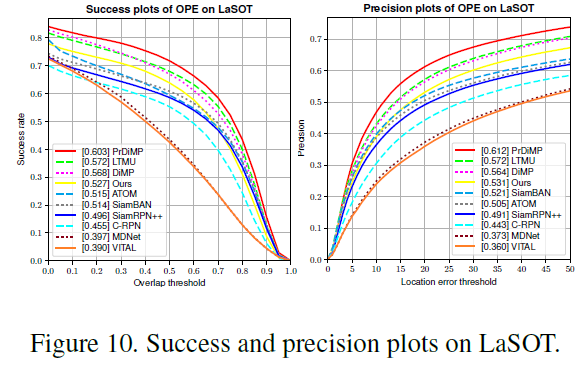 Success plots of OPE on LaSOT
Success rate
0.8
0.7
0.6
0.5
0.4
0.3
0.2
0.1
0.0
[0.603] PrDiMP
[0.572] LTMU
[0.568] DiMP
[0.527] Ours
[0.515] ATOM
[0.514] SiamBAN
[0.496] SiamRPN++
[0.455] C-RPN
[0.397] MDNet
[0.390] VITAL
0.0 0.1 0.2 0.3 0.4 0.5 0.6 0.7 0.8 0.9 1.0
Overlap threshold
Precision plots of OPE on LaSOT
Precision
0.7
0.6
0.5
0.4
0.3
0.2
0.1
0.0
[0.612] PrDiMP
[0.572] LTMU
[0.564] DiMP
[0.531] Ours
[0.521] SiamBAN
[0.505] ATOM
[0.491] SiamRPN++
[0.443] C-RPN
[0.373] MDNet
[0.360] VITAL
0 5 10 15 20 25 30 35 40 45 50
Location error threshold
Figure 10. Success and precision plots on LaSOT.